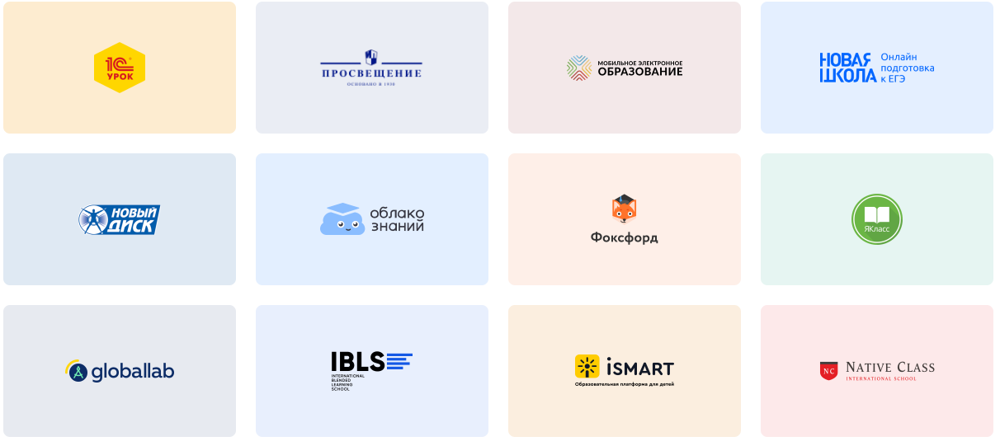 1С
УРОК
ПРОСВЕЩЕНИЕ
ОСНОВАНО В 1930
МОБИЛЬНОЕ ЭЛЕКТРОННОЕ
ОБРАЗОВАНИЕ
НОВАЯ
ШКОЛА
Онлайн
подготовка
к ЕГЭ
НОВЫЙ
ДИСК
облако
знаний
Фоксфорд
ЯКласс
globallab
IBLS
INTERNATIONAL
BLENDED
LEARNING
SCHOOL
iSMART
Образовательная платформа для детей
NC
NATIVE CLASS
INTERNATIONAL SCHOOL